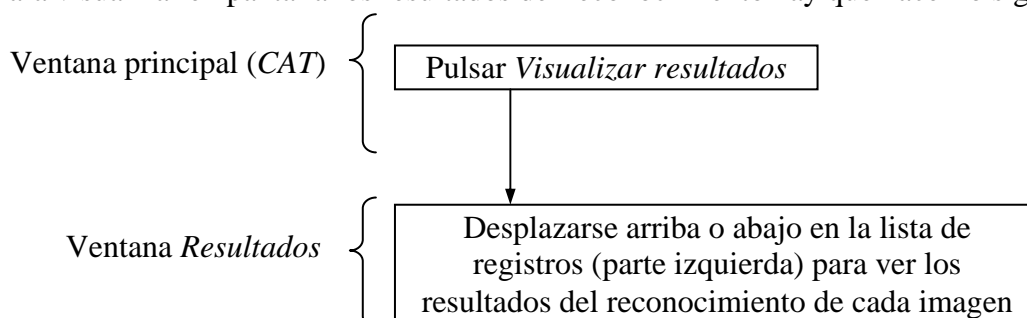 Ventana principal (CAT)
Pulsar Visualizar resultados
Ventana Resultados
Desplazarse arriba o abajo en la lista de
registros (parte izquierda) para ver los
resultados del reconocimiento de cada imagen